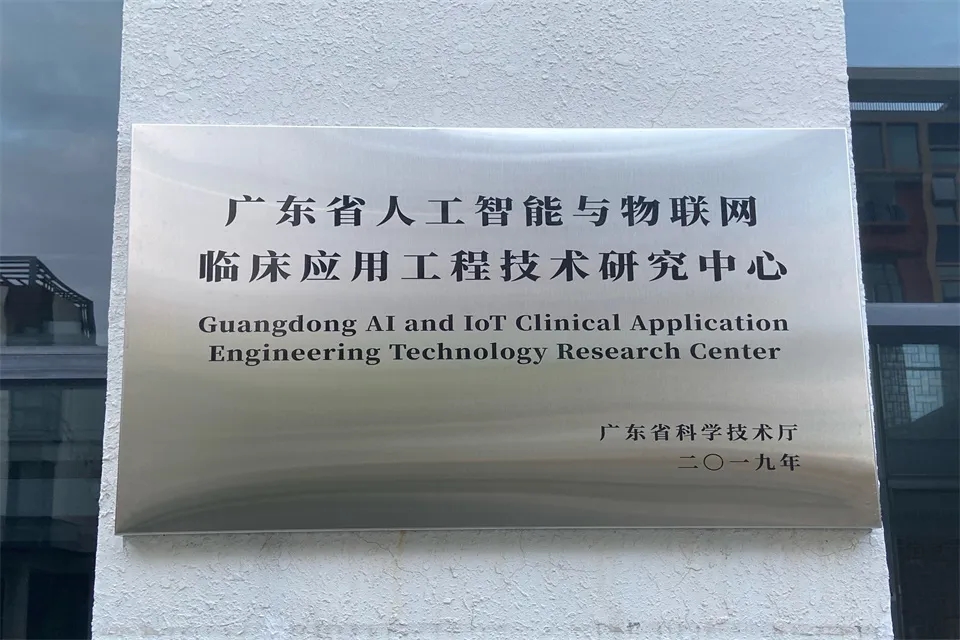 广东省人工智能与物联网
临床应用工程技术研究中心
Guangdong AI and IoT Clinical Application
Engineering Technology Research Center
广东省科学技术厅
二〇一九年